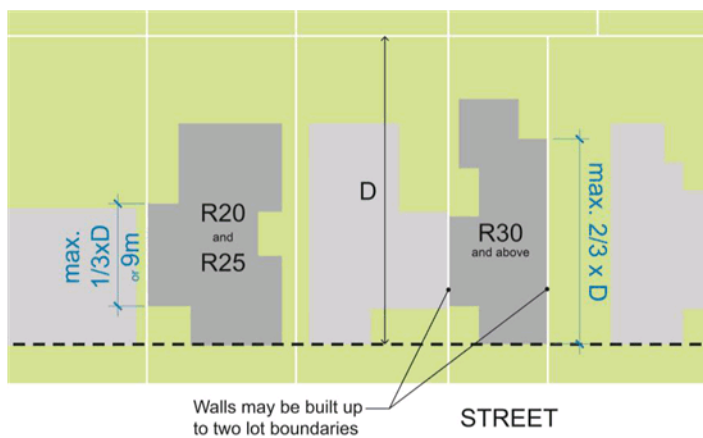 D
R20
and
R25
R30
and above
max.
1/3xD
or 9m
max. 2/3 x D
Walls may be built up
to two lot boundaries
STREET